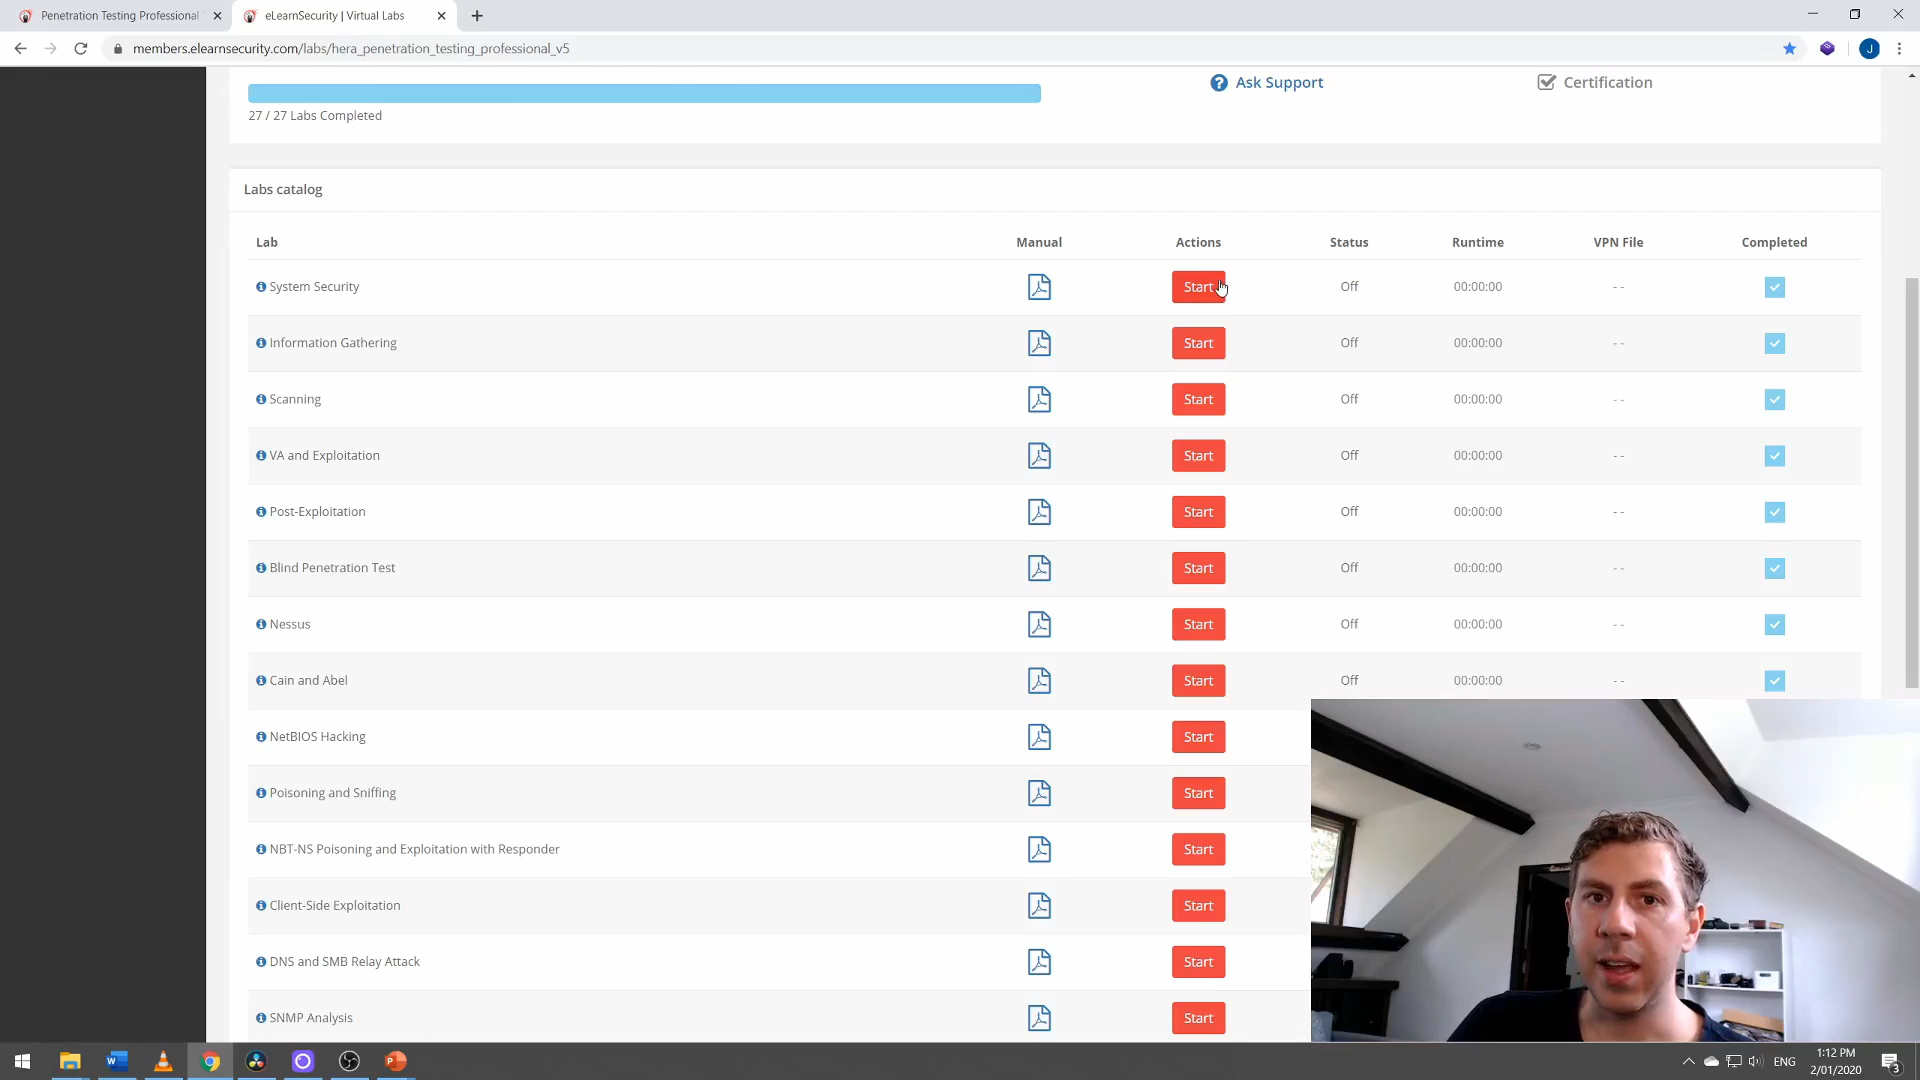 Penetration Testing Professional
eLearnSecurity | Virtual Labs
members.elearnsecurity.com/labs/hera_penetration_testing_professional_v5
J
27 / 27 Labs Completed
Ask Support
Certification
Labs catalog
Lab Manual Actions Status Runtime VPN File Completed
System Security Start Off 00:00:00 - -
Information Gathering Start Off 00:00:00 - -
Scanning Start Off 00:00:00 - -
VA and Exploitation Start Off 00:00:00 - -
Post-Exploitation Start Off 00:00:00 - -
Blind Penetration Test Start Off 00:00:00 - -
Nessus Start Off 00:00:00 - -
Cain and Abel Start Off 00:00:00 - -
NetBIOS Hacking Start
Poisoning and Sniffing Start
NBT-NS Poisoning and Exploitation with Responder Start
Client-Side Exploitation Start
DNS and SMB Relay Attack Start
SNMP Analysis Start
ENG
1:12 PM
2/01/2020
3